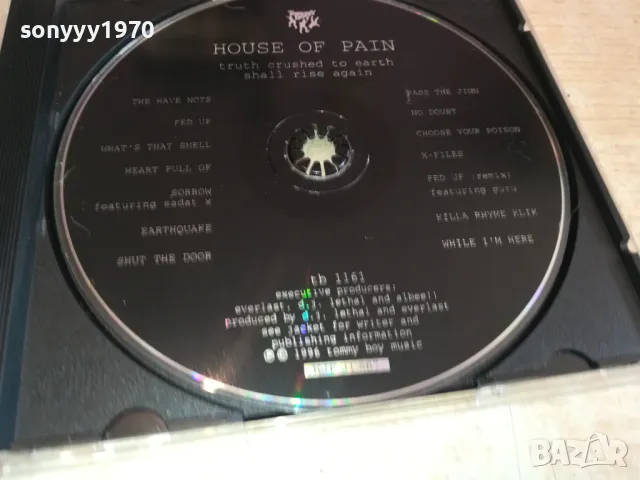 sonyyy1970
HOUSE OF PAIN
truth crushed to earth
shall rise again
THE HAVE NOTS
FED UP
WHAT'S THAT SMELL
HEART FULL OF
SORROW
featuring sadat x
EARTHQUAKE
SHUT THE DOOR
PASS THE JINN
NO DOUBT
CHOOSE YOUR POISON
X-FILES
FED UP (remix)
featuring guru
KILLA RHYME KLIK
WHILE I'M HERE
tb 1161
executive producers:
everlast, d.j. lethal and albee!!
produced by d.j. lethal and everlast
see jacket for writer and
publishing information
℗ © 1996 tommy boy music
BAZAR